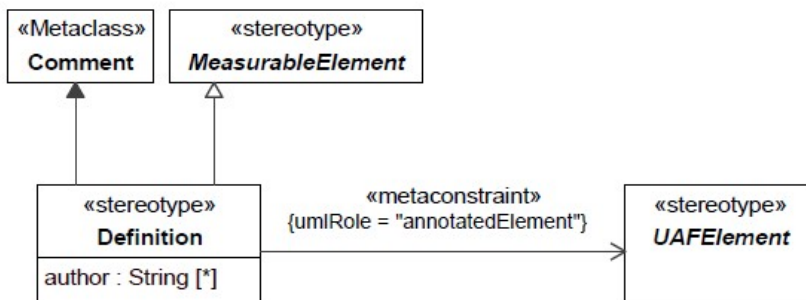 «Metaclass»
Comment
«stereotype»
MeasurableElement
«stereotype»
Definition
author : String [*]
«metaconstraint»
{umlRole = "annotatedElement"}
«stereotype»
UAFElement